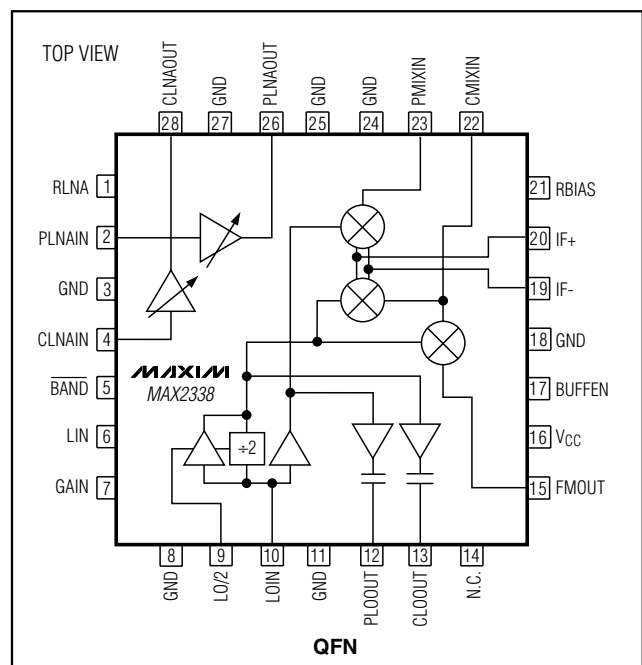 TOP VIEW
CLNAOUT
GND
PLNAOUT
GND
GND
PMIXIN
CMIXIN
28
27
26
25
24
23
22
RLNA 1
PLNAIN 2
GND 3
CLNAIN 4
BAND 5
LIN 6
GAIN 7
21 RBIAS
20 IF+
19 IF-
18 GND
17 BUFFEN
16 VCC
15 FMOUT
MAXIM
MAX2338
÷2
8
9
10
11
12
13
14
GND
LO/2
LOIN
GND
PLOOUT
CLOOUT
N.C.
QFN